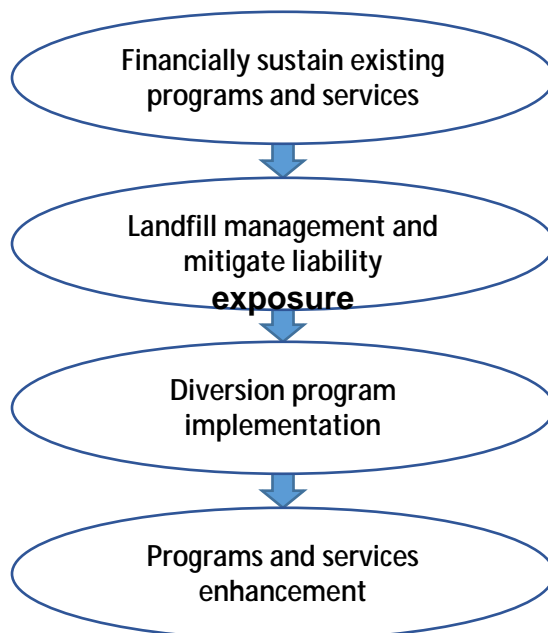 Financially sustain existing
programs and services
Landfill management and
mitigate liability
exposure
Diversion program
implementation
Programs and services
enhancement